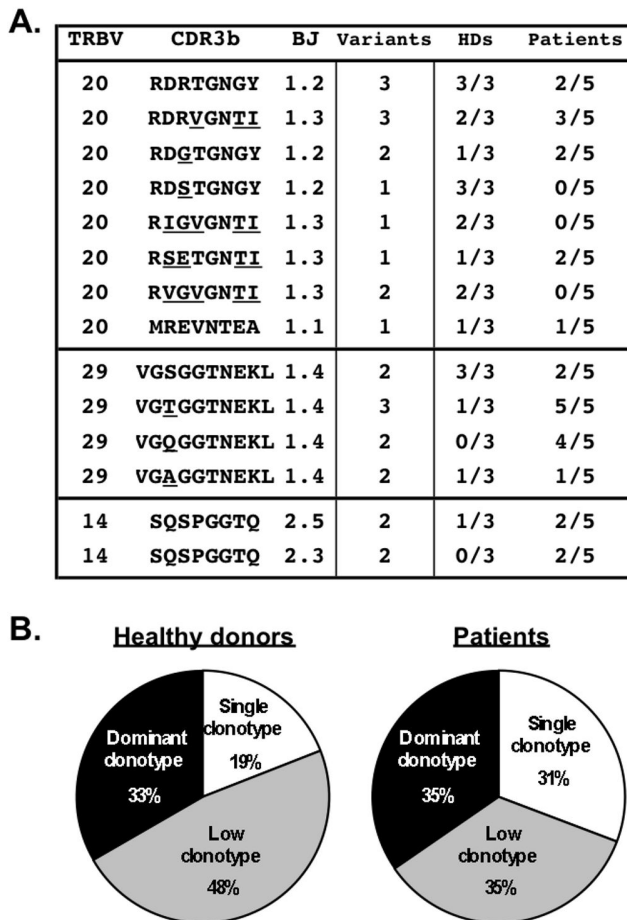 A.
TRBV CDR3b BJ Variants HDs Patients
20 RDRTGNGY 1.2 3 3/3 2/5
20 RDRVGNTI 1.3 3 2/3 3/5
20 RDGTGNGY 1.2 2 1/3 2/5
20 RDSTGNGY 1.2 1 3/3 0/5
20 RIGVGNTI 1.3 1 2/3 0/5
20 RSETGNTI 1.3 1 1/3 2/5
20 RVGVGNTI 1.3 2 2/3 0/5
20 MREVNTEA 1.1 1 1/3 1/5
29 VGSGGTNEKL 1.4 2 3/3 2/5
29 VGTGGTNEKL 1.4 3 1/3 5/5
29 VGQGGTNEKL 1.4 2 0/3 4/5
29 VGAGGTNEKL 1.4 2 1/3 1/5
14 SQSPGGTQ 2.5 2 1/3 2/5
14 SQSPGGTQ 2.3 2 0/3 2/5
B.
Healthy donors
Dominant
clonotype
33%
Single
clonotype
19%
Low
clonotype
48%
Patients
Dominant
clonotype
35%
Single
clonotype
31%
Low
clonotype
35%